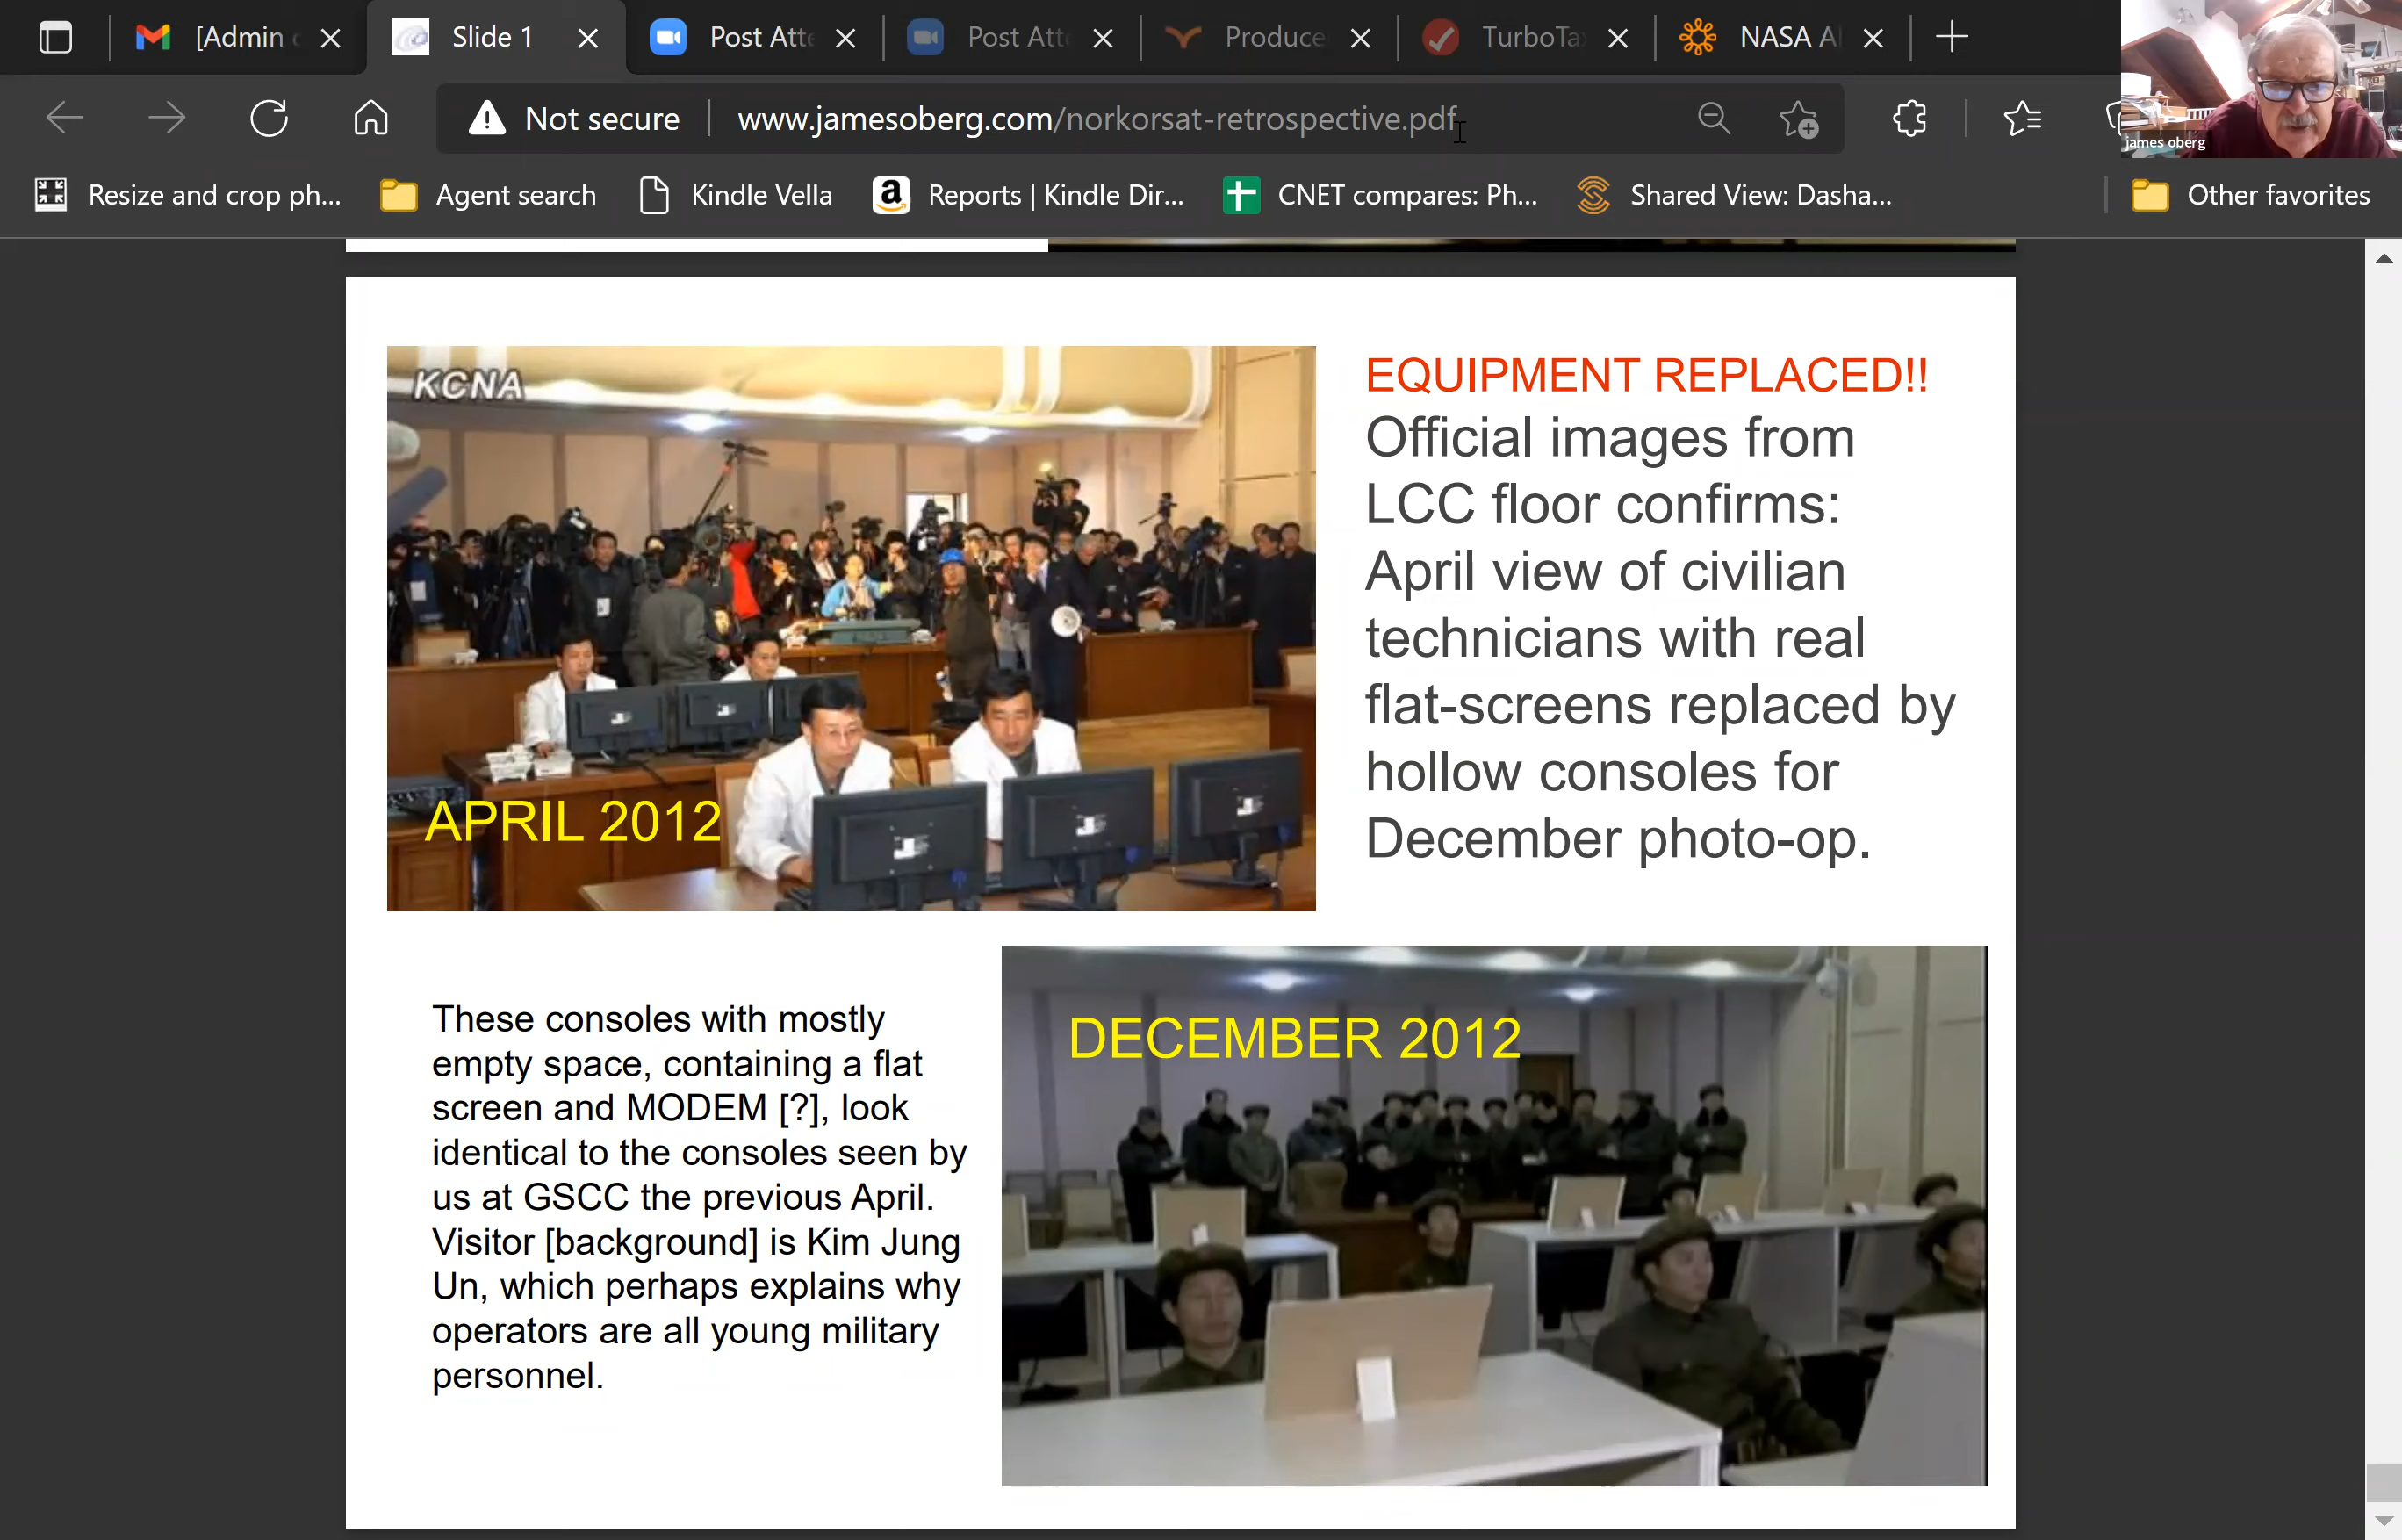 [Admin
Slide 1
Post Atte
Post Att
Produce
TurboTa
NASA A
Not secure
www.jamesoberg.com/norkorsat-retrospective.pdf
james oberg
Resize and crop ph...
Agent search
Kindle Vella
Reports | Kindle Dir...
CNET compares: Ph...
Shared View: Dasha...
Other favorites
KCNA
APRIL 2012
EQUIPMENT REPLACED!!
Official images from
LCC floor confirms:
April view of civilian
technicians with real
flat-screens replaced by
hollow consoles for
December photo-op.
These consoles with mostly
empty space, containing a flat
screen and MODEM [?], look
identical to the consoles seen by
us at GSCC the previous April.
Visitor [background] is Kim Jung
Un, which perhaps explains why
operators are all young military
personnel.
DECEMBER 2012